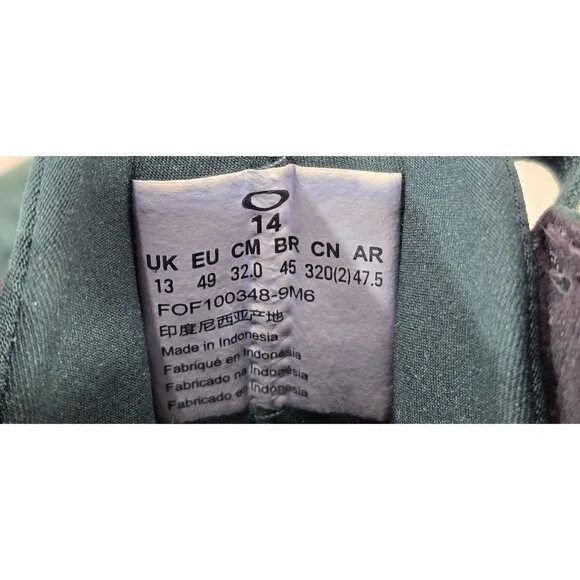 14
UK EU CM BR CN AR
13 49 32.0 45 320(2) 47.5
FOF100348-9M6
印度尼西亚产地
Made in Indonesia
Fabriqué en Indonésie
Fabricado na Indonésia
Fabricado en Indonesia